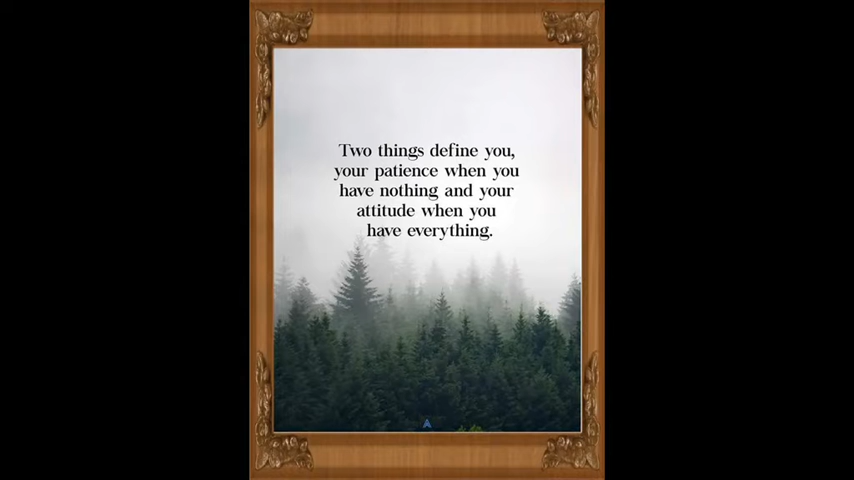 Two things define you,
your patience when you
have nothing and your
attitude when you
have everything.